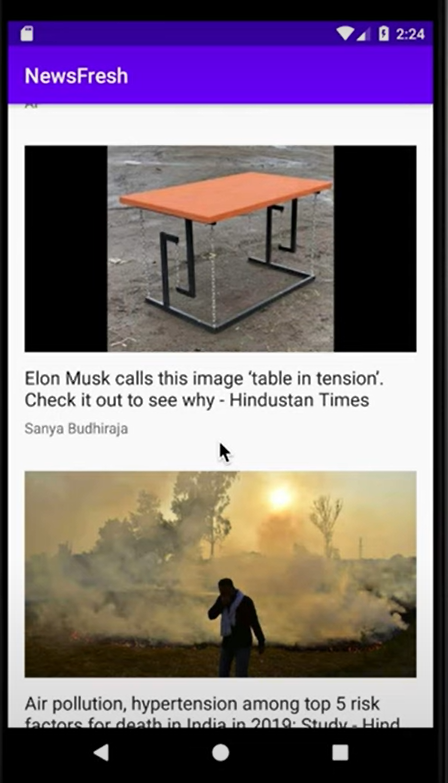 2:24
NewsFresh
Elon Musk calls this image ‘table in tension’.
Check it out to see why - Hindustan Times
Sanya Budhiraja
Air pollution, hypertension among top 5 risk
factors for death in India in 2019: Study - Hind